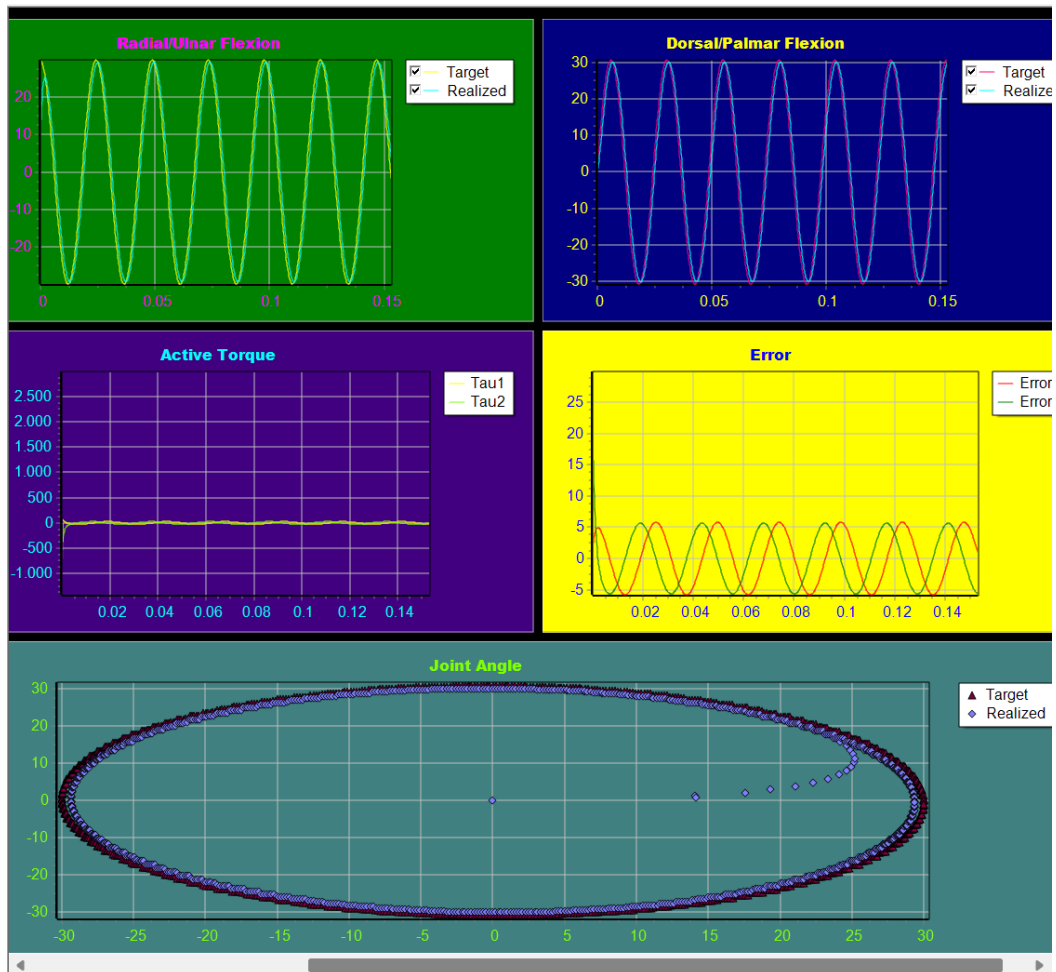 Radial/Ulnar Flexion
Target
Realized
20
10
0
-10
-20
0 0.05 0.1 0.15
Dorsal/Palmar Flexion
Target
Realized
30
20
10
0
-10
-20
-30
0 0.05 0.1 0.15
Active Torque
Tau1
Tau2
2.500
2.000
1.500
1.000
500
0
-500
-1.000
0.02 0.04 0.06 0.08 0.1 0.12 0.14
Error
Error
Error
25
20
15
10
5
0
-5
0.02 0.04 0.06 0.08 0.1 0.12 0.14
Joint Angle
Target
Realized
30
20
10
0
-10
-20
-30
-30 -25 -20 -15 -10 -5 0 5 10 15 20 25 30